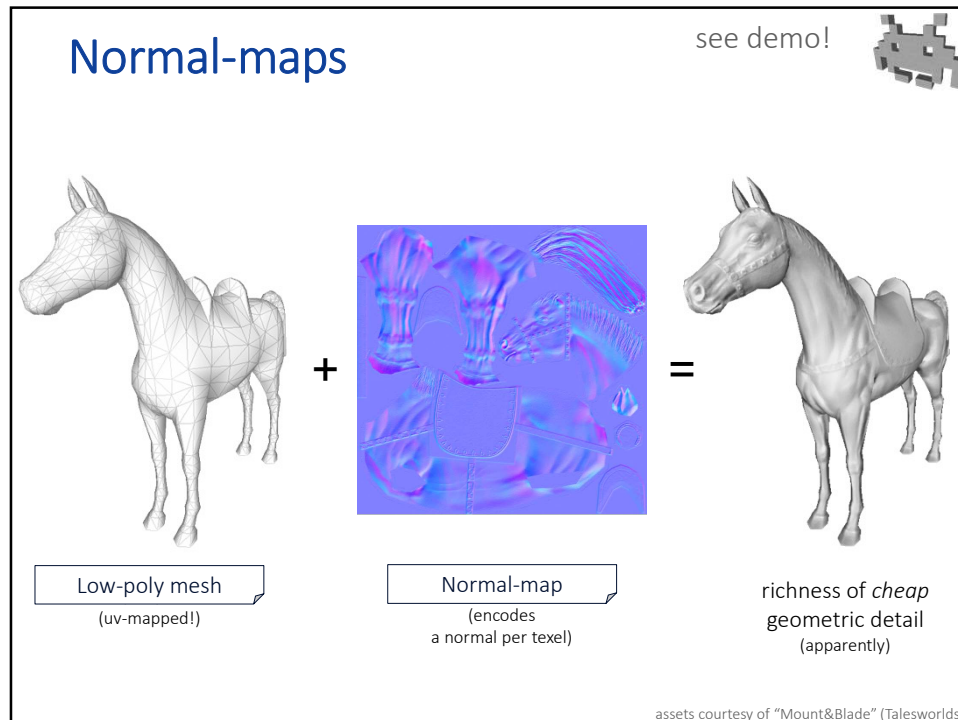 Normal-maps
see demo!
+
=
Low-poly mesh
(uv-mapped!)
Normal-map
(encodes
a normal per texel)
richness of cheap
geometric detail
(apparently)
assets courtesy of “Mount&Blade” (Talesworlds